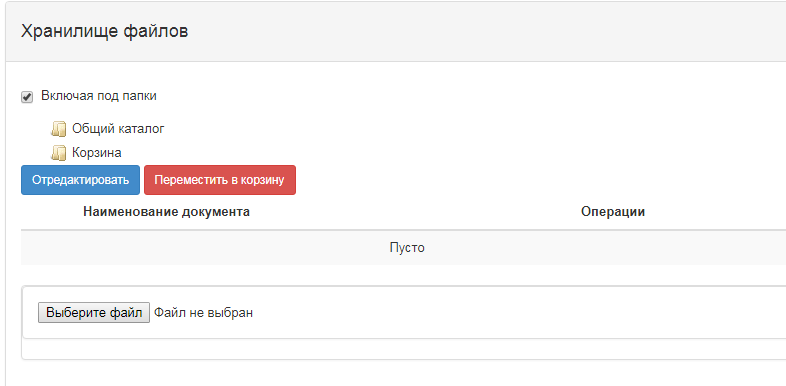 Хранилище файлов
Включая под папки
Общий каталог
Корзина
Отредактировать Переместить в корзину
Наименование документа Операции
Пусто
Выберите файл Файл не выбран